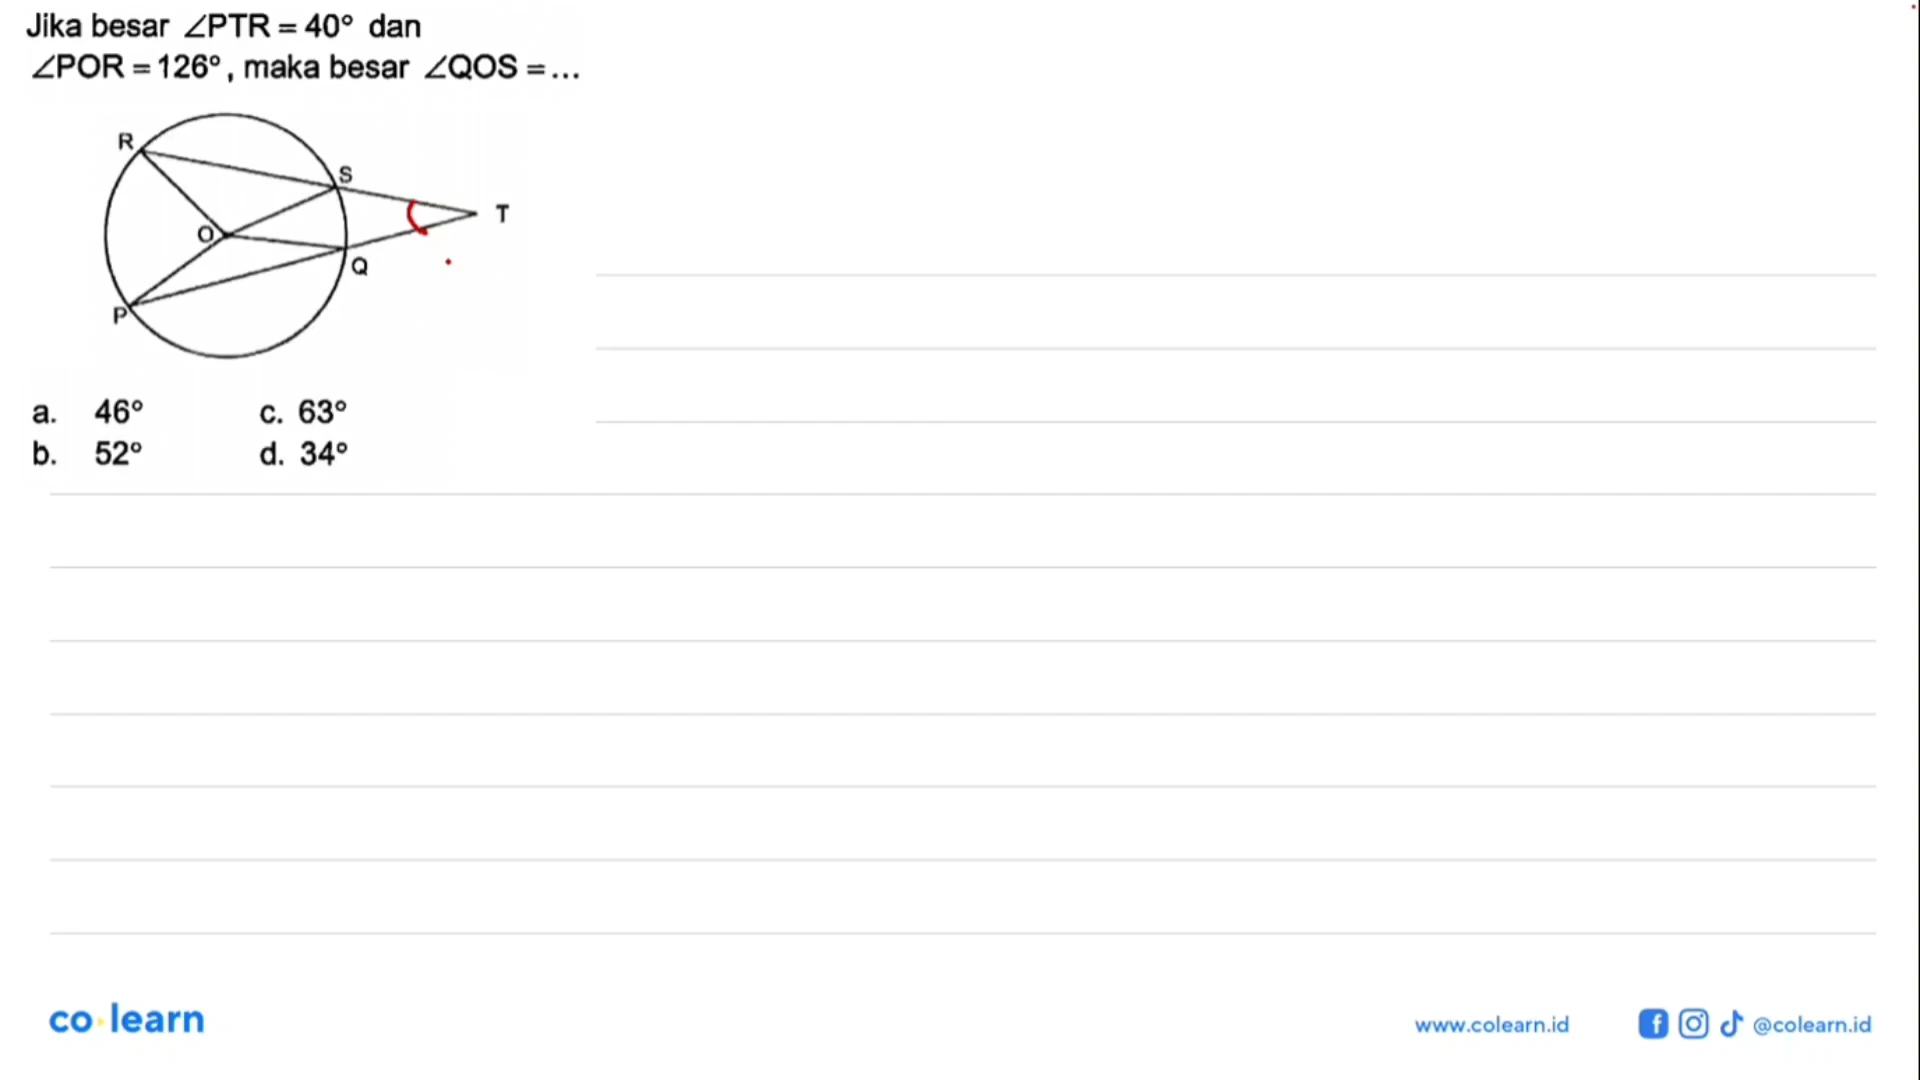 Jika besar ∠PTR = 40° dan
∠POR = 126°, maka besar ∠QOS = ...
R
S
T
O
Q
P
a. 46° c. 63°
b. 52° d. 34°
co learn
www.colearn.id @colearn.id